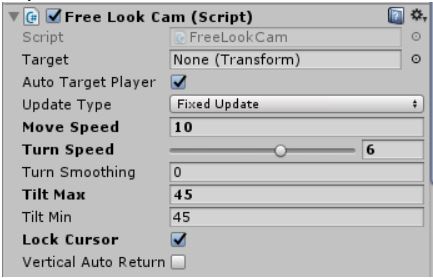 Free Look Cam (Script)
Script FreeLookCam
Target None (Transform)
Auto Target Player
Update Type Fixed Update
Move Speed 10
Turn Speed 6
Turn Smoothing 0
Tilt Max 45
Tilt Min 45
Lock Cursor
Vertical Auto Return